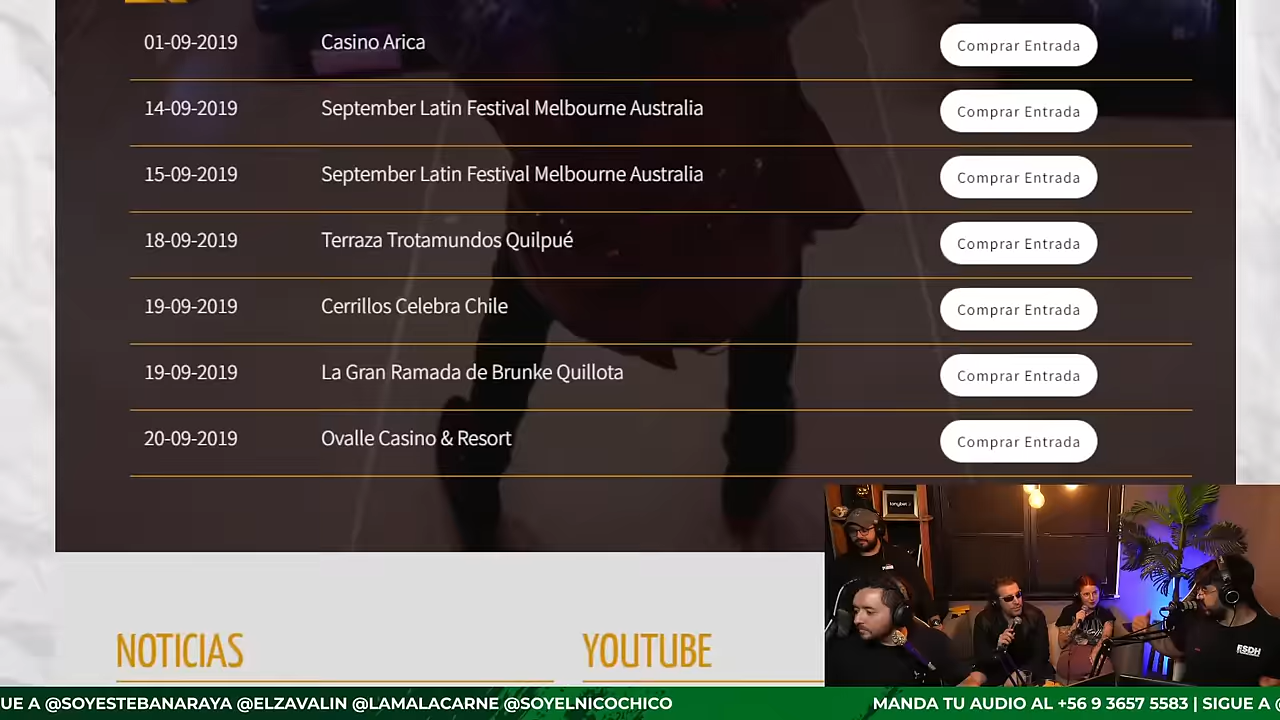 01-09-2019 Casino Arica Comprar Entrada
14-09-2019 September Latin Festival Melbourne Australia Comprar Entrada
15-09-2019 September Latin Festival Melbourne Australia Comprar Entrada
18-09-2019 Terraza Trotamundos Quilpué Comprar Entrada
19-09-2019 Cerrillos Celebra Chile Comprar Entrada
19-09-2019 La Gran Ramada de Brunke Quillota Comprar Entrada
20-09-2019 Ovalle Casino & Resort Comprar Entrada
NOTICIAS YOUTUBE
FSDH
UE A @SOYESTEBANARAYA @ELZAVALIN @LAMALACARNE @SOYELNICOCHICO MANDA TU AUDIO AL +56 9 3657 5583 | SIGUE A @